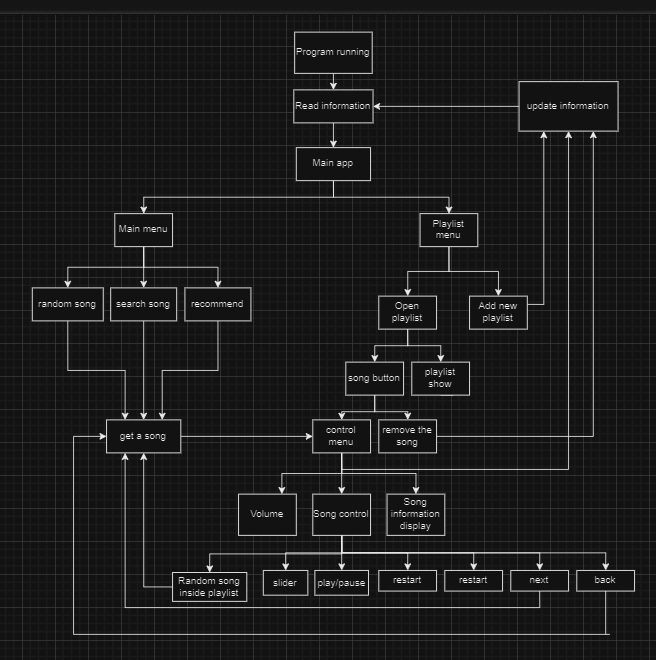 Program running
Read information
update information
Main app
Main menu
Playlist
menu
random song
search song
recommend
Open
playlist
Add new
playlist
song button
playlist
show
get a song
control
menu
remove the
song
Volume
Song control
Song
information
display
Random song
inside playlist
slider
play/pause
restart
restart
next
back